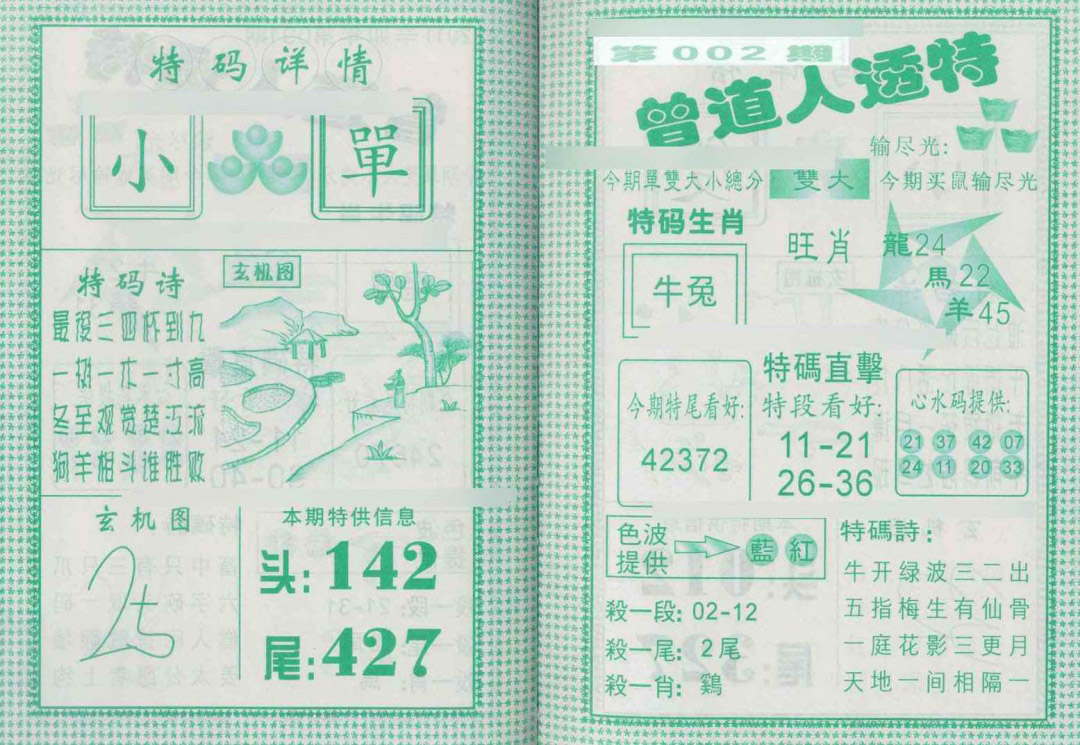 特码详情
小 單
特码诗
最後三四杯到九
一树一木一寸高
冬至观赏楚江流
狗羊相斗谁胜败
玄机图
玄机图
本期特供信息
头:142
尾:427
第002期
曾道人透特
输尽光:
今期單雙大小總分 雙大 今期买鼠输尽光
特码生肖
牛兔
旺肖
龍24
馬22
羊45
今期特尾看好:
42372
特碼直擊
特段看好:
11-21
26-36
心水码提供:
21 37 42 07
24 11 20 33
色波
提供
藍 紅
殺一段: 02-12
殺一尾: 2尾
殺一肖: 鷄
特碼詩:
牛开绿波三二出
五指梅生有仙骨
一庭花影三更月
天地一间相隔一